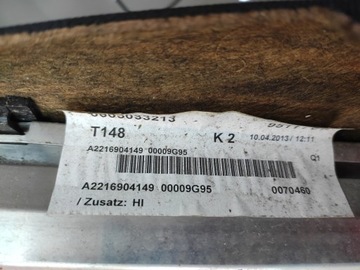 T148 K 2 10.04.2013 / 12:11
A2216904149 00009G95 Q1
A2216904149 00009G95 0070460
/ Zusatz: HI